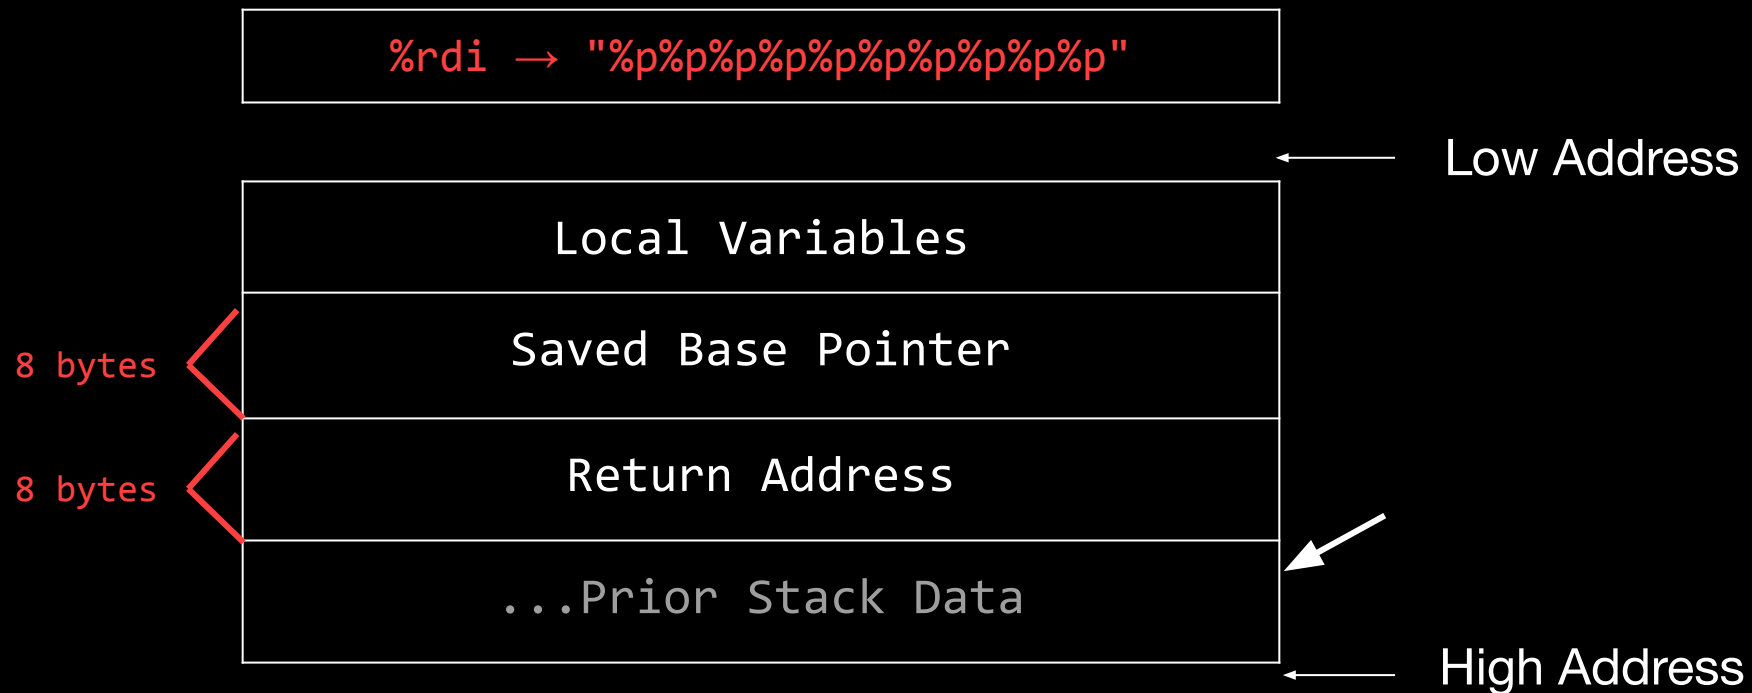 %rdi → "%p%p%p%p%p%p%p%p%p%p"
Low Address
Local Variables
Saved Base Pointer
8 bytes
Return Address
8 bytes
...Prior Stack Data
High Address